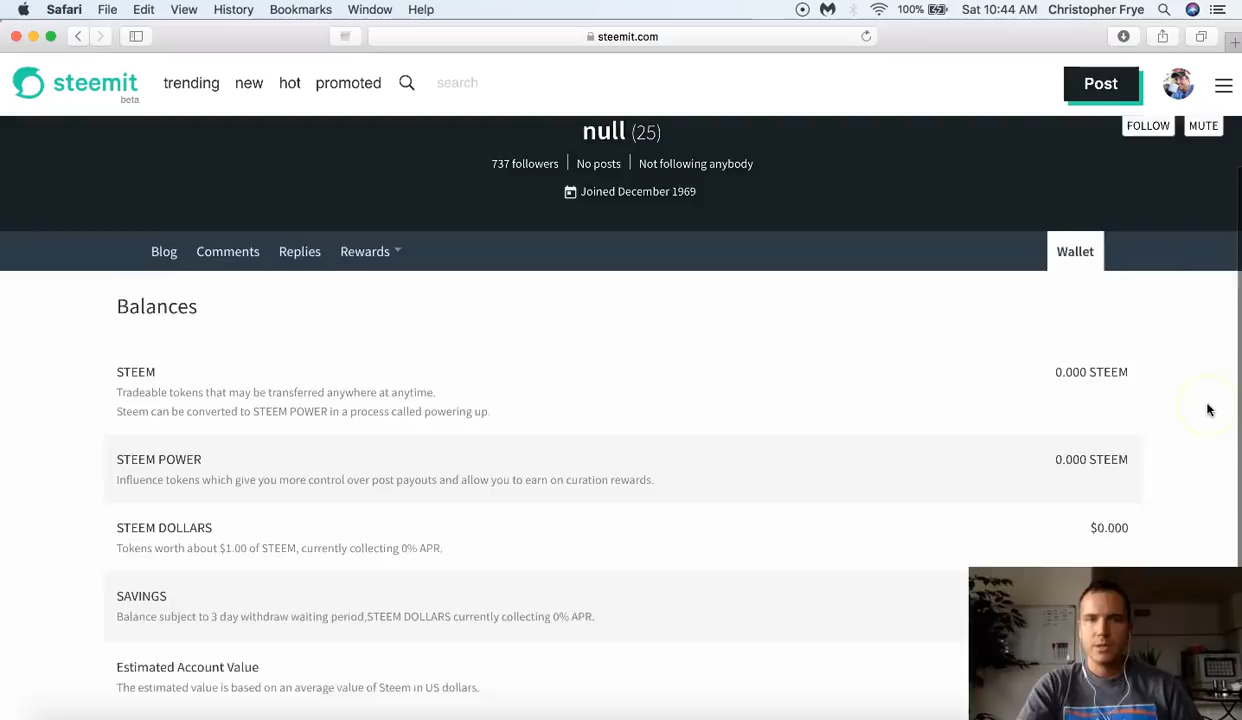 Safari File Edit View History Bookmarks Window Help 100% Sat 10:44 AM Christopher Frye
steemit.com
steemit beta trending new hot promoted search Post
null (25) FOLLOW MUTE
737 followers No posts Not following anybody
Joined December 1969
Blog Comments Replies Rewards Wallet
Balances
STEEM 0.000 STEEM
Tradeable tokens that may be transferred anywhere at anytime.
Steem can be converted to STEEM POWER in a process called powering up.
STEEM POWER 0.000 STEEM
Influence tokens which give you more control over post payouts and allow you to earn on curation rewards.
STEEM DOLLARS $0.000
Tokens worth about $1.00 of STEEM, currently collecting 0% APR.
SAVINGS
Balance subject to 3 day withdraw waiting period,STEEM DOLLARS currently collecting 0% APR.
Estimated Account Value
The estimated value is based on an average value of Steem in US dollars.